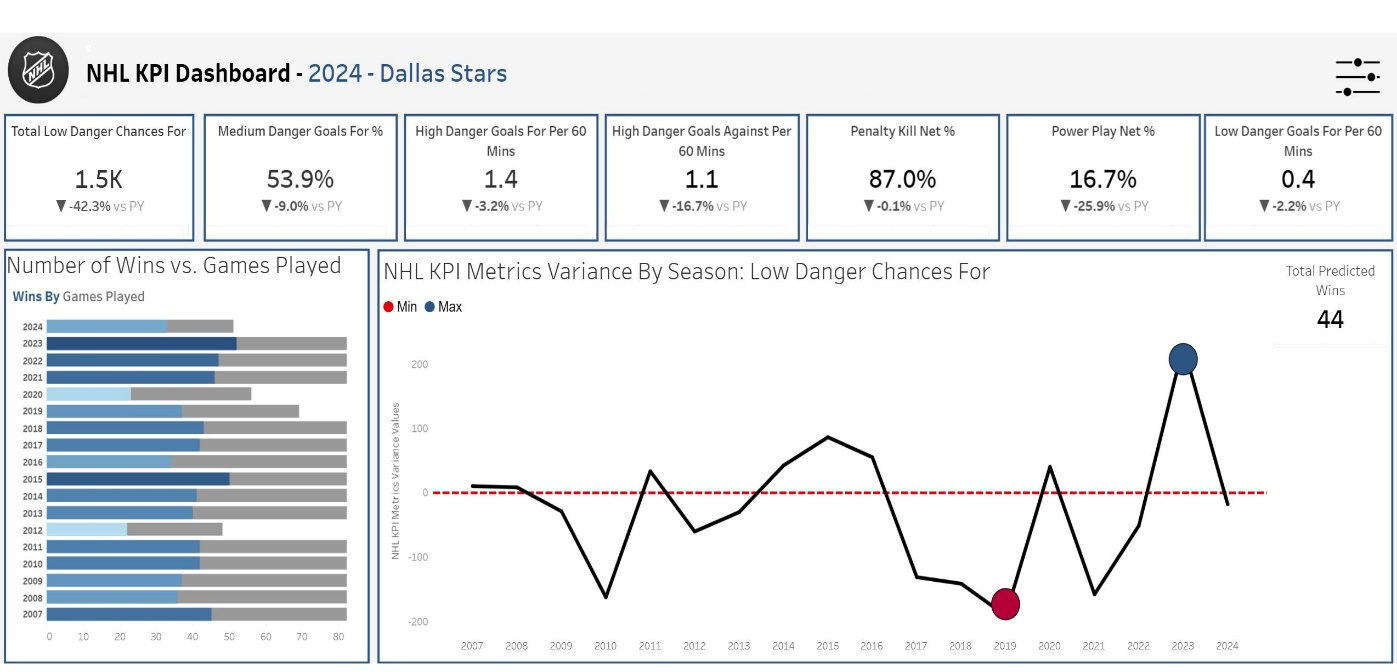 NHL
NHL KPI Dashboard - 2024 - Dallas Stars
Total Low Danger Chances For
1.5K
▼ -42.3% vs PY
Medium Danger Goals For %
53.9%
▼ -9.0% vs PY
High Danger Goals For Per 60
Mins
1.4
▼ -3.2% vs PY
High Danger Goals Against Per
60 Mins
1.1
▼ -16.7% vs PY
Penalty Kill Net %
87.0%
▼ -0.1% vs PY
Power Play Net %
16.7%
▼ -25.9% vs PY
Low Danger Goals For Per 60
Mins
0.4
▼ -2.2% vs PY
Number of Wins vs. Games Played
Wins By Games Played
2024
2023
2022
2021
2020
2019
2018
2017
2016
2015
2014
2013
2012
2011
2010
2009
2008
2007
0 10 20 30 40 50 60 70 80
NHL KPI Metrics Variance By Season: Low Danger Chances For
Min Max
Total Predicted
Wins
44
NHL KPI Metrics Variance Values
200
100
0
-100
-200
2007 2008 2009 2010 2011 2012 2013 2014 2015 2016 2017 2018 2019 2020 2021 2022 2023 2024